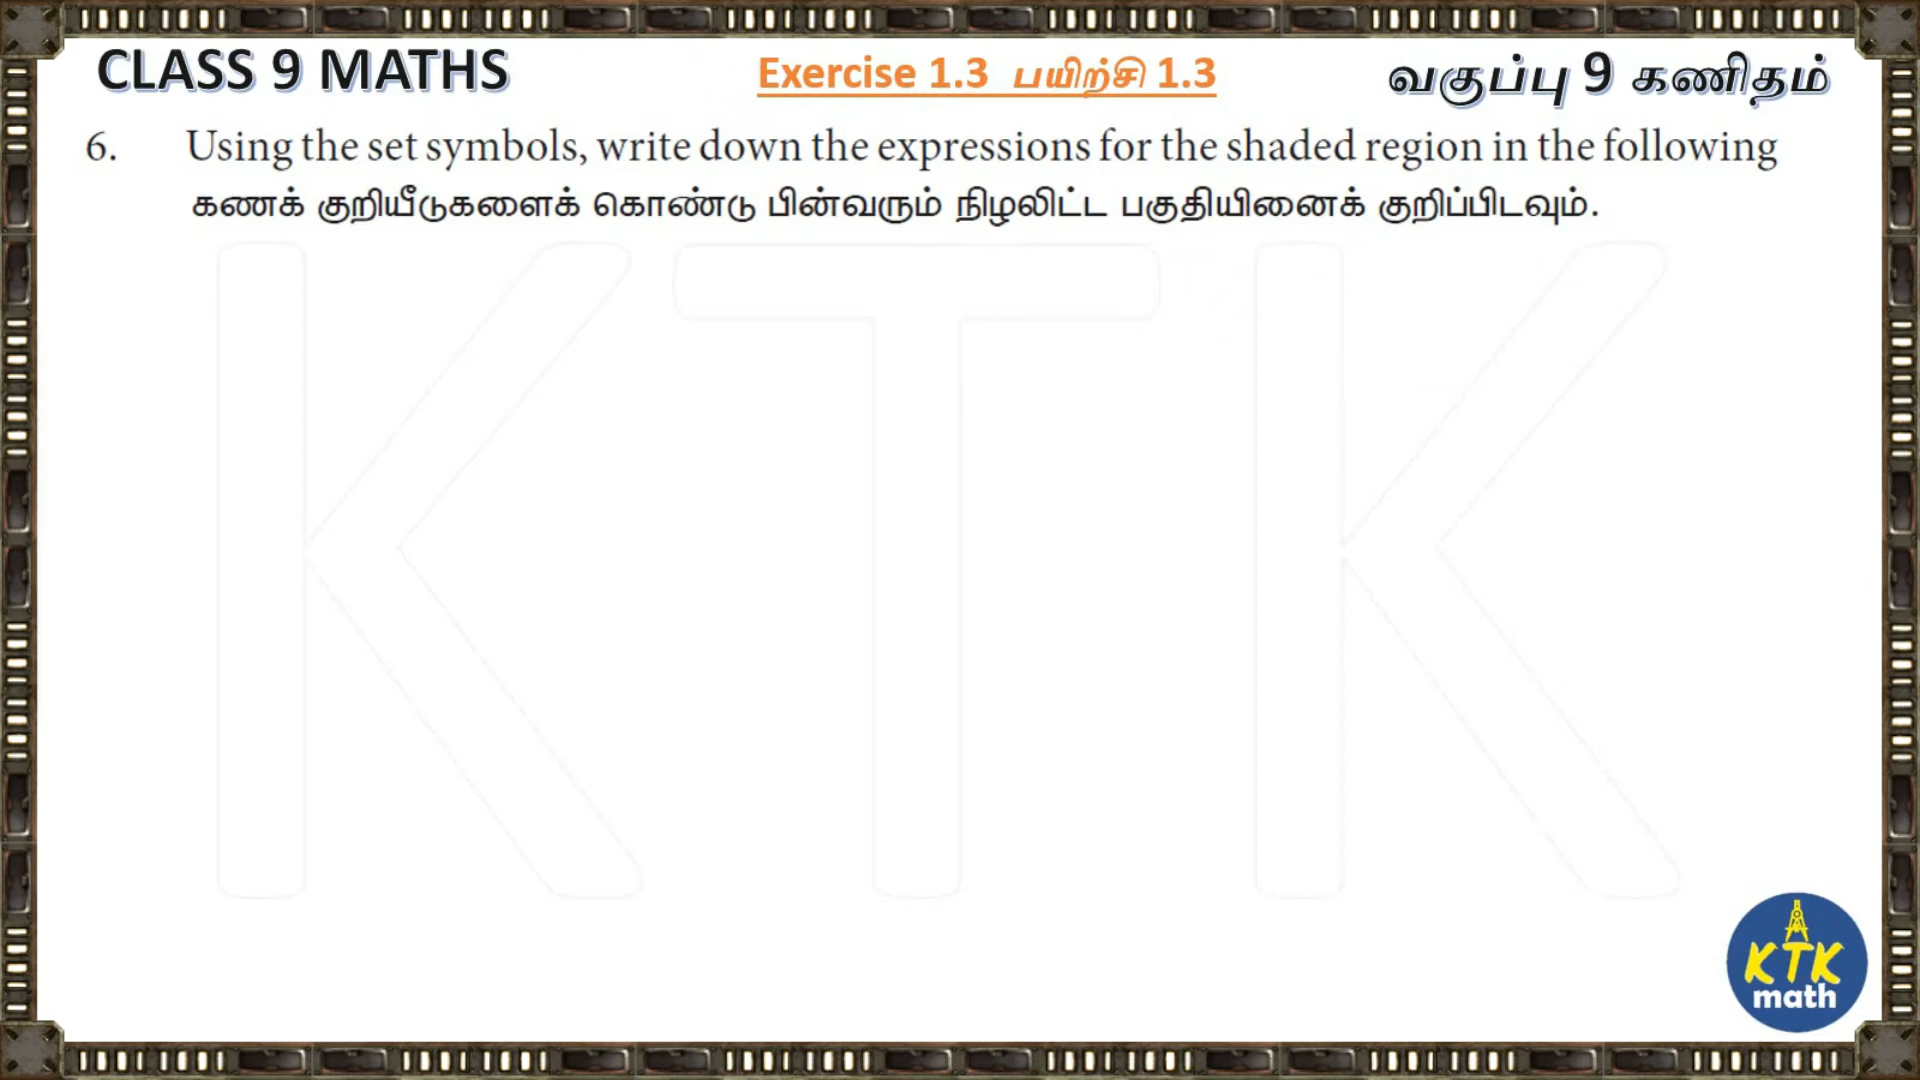 CLASS 9 MATHS
Exercise 1.3 பயிற்சி 1.3
வகுப்பு 9 கணிதம்
6. Using the set symbols, write down the expressions for the shaded region in the following
கணக் குறியீடுகளைக் கொண்டு பின்வரும் நிழலிட்ட பகுதியினைக் குறிப்பிடவும்.
KTK
KTK
math